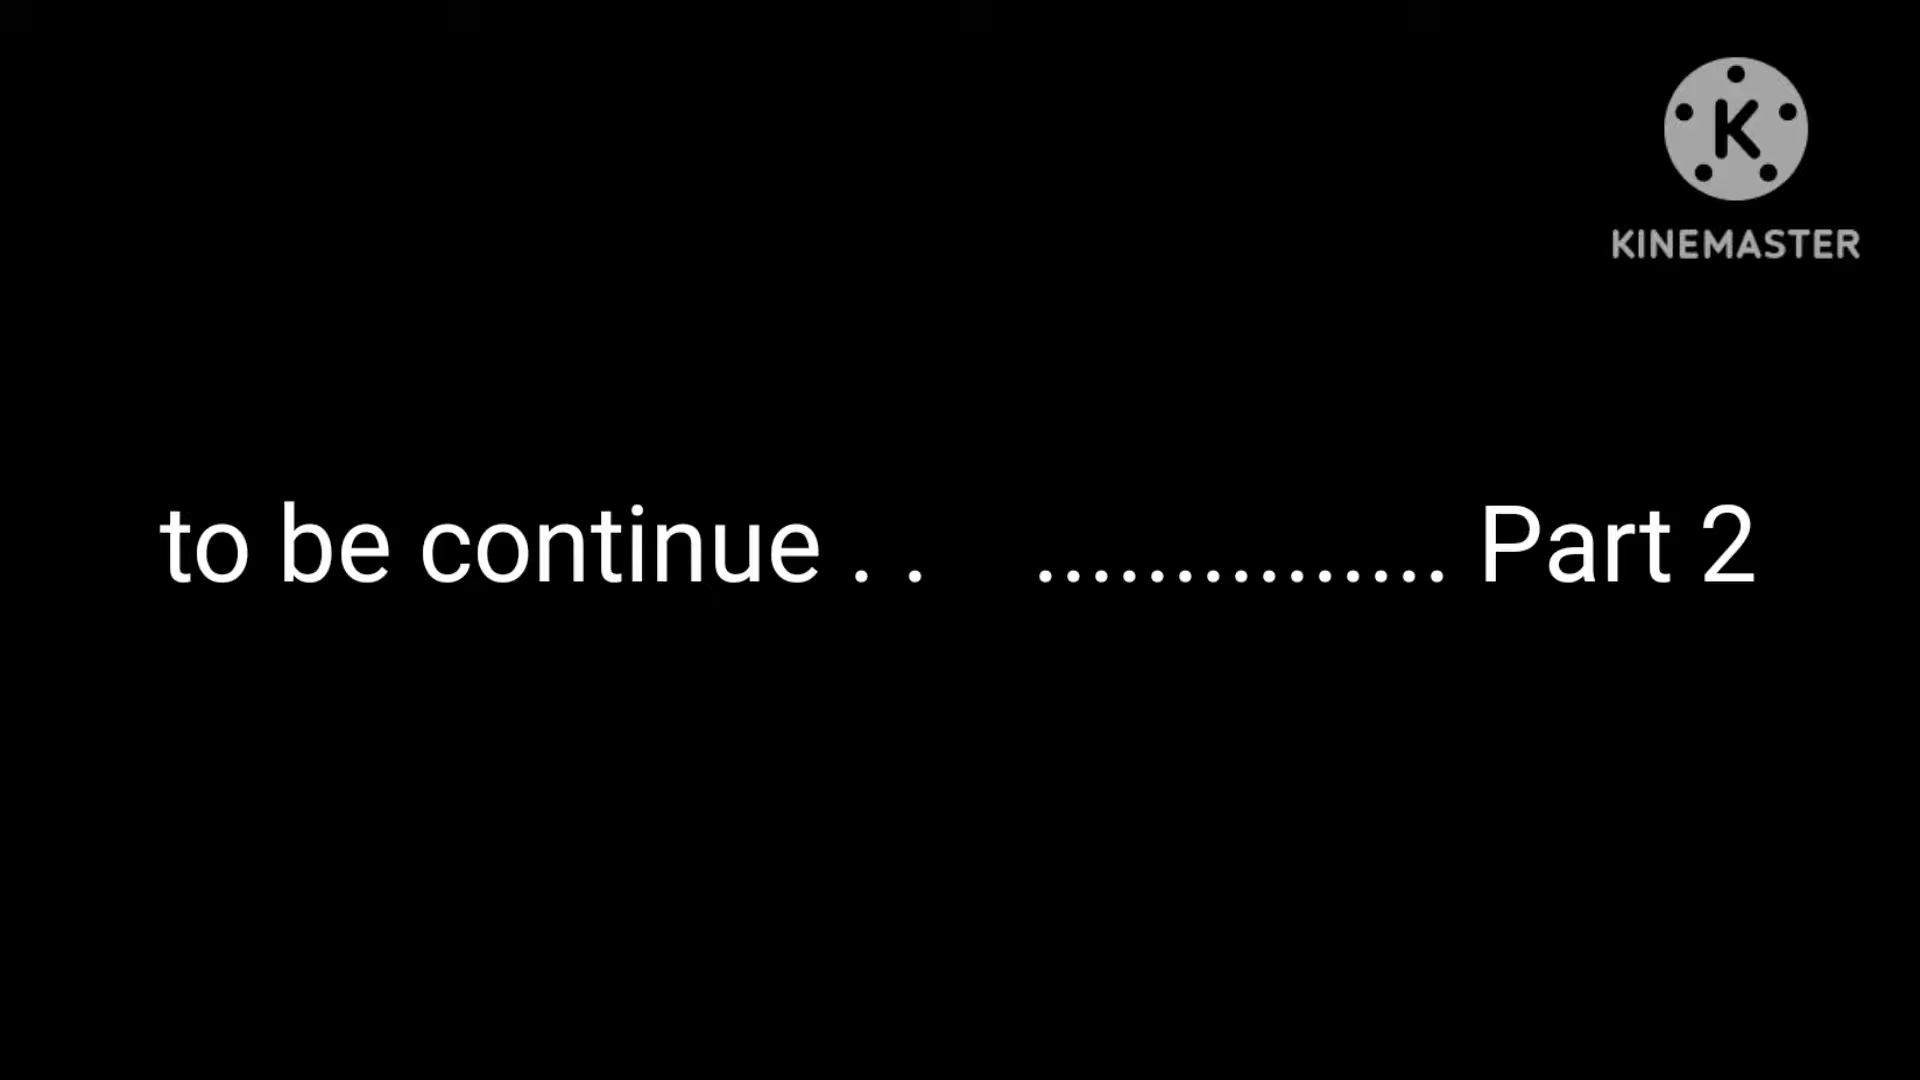 K
KINEMASTER
to be continue . .    ............... Part 2